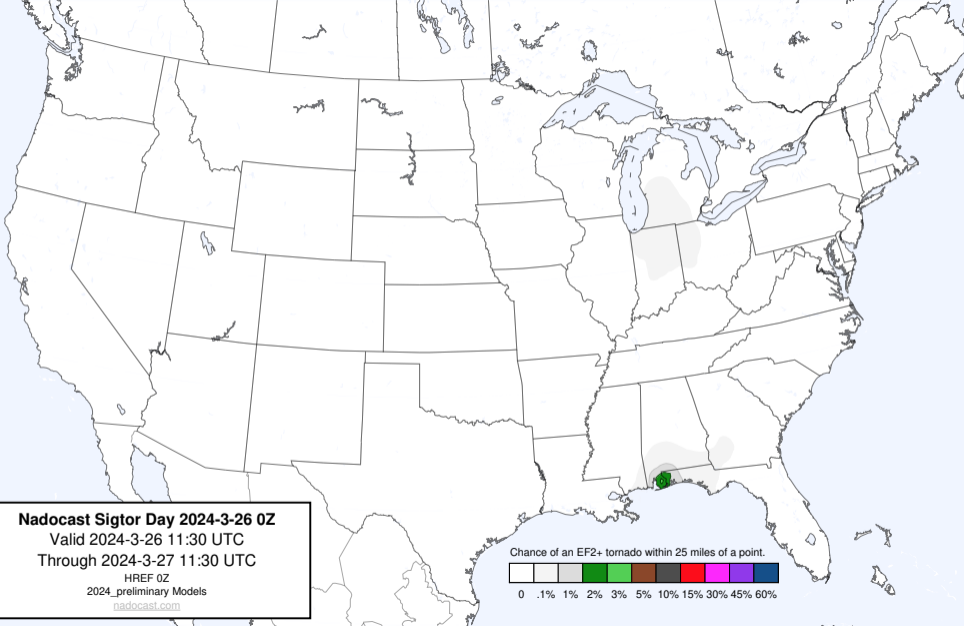 Nadocast Sigtor Day 2024-3-26 0Z
Valid 2024-3-26 11:30 UTC
Through 2024-3-27 11:30 UTC
HREF 0Z
2024_preliminary Models
nadocast.com
Chance of an EF2+ tornado within 25 miles of a point.
0 .1% 1% 2% 3% 5% 10% 15% 30% 45% 60%